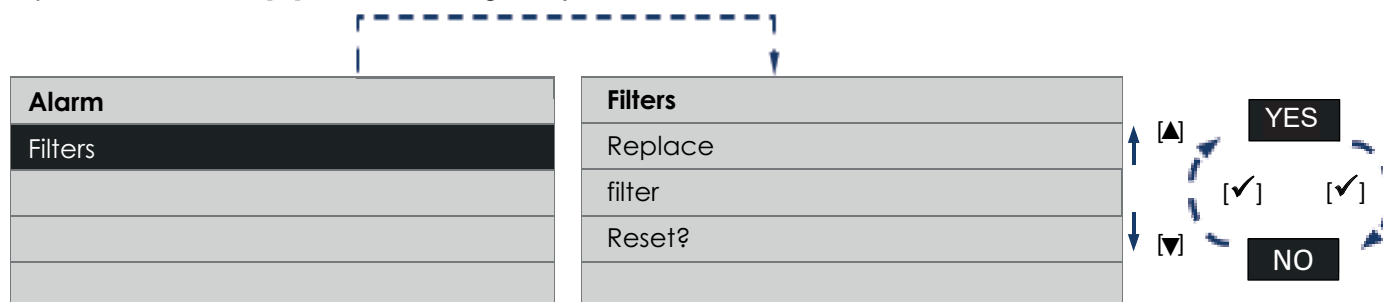 Alarm
Filters
Filters
Replace
filter
Reset?
[▲]
[▼]
YES
[✓] [✓]
NO